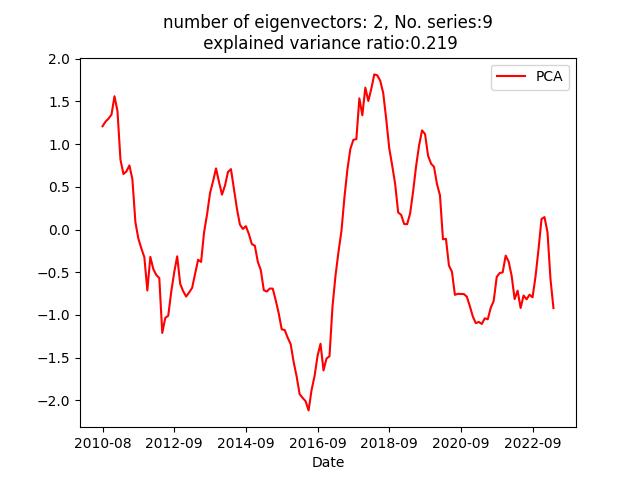 number of eigenvectors: 2, No. series:9
explained variance ratio:0.219
PCA
2.0
1.5
1.0
0.5
0.0
−0.5
−1.0
−1.5
−2.0
2010-08 2012-09 2014-09 2016-09 2018-09 2020-09 2022-09
Date